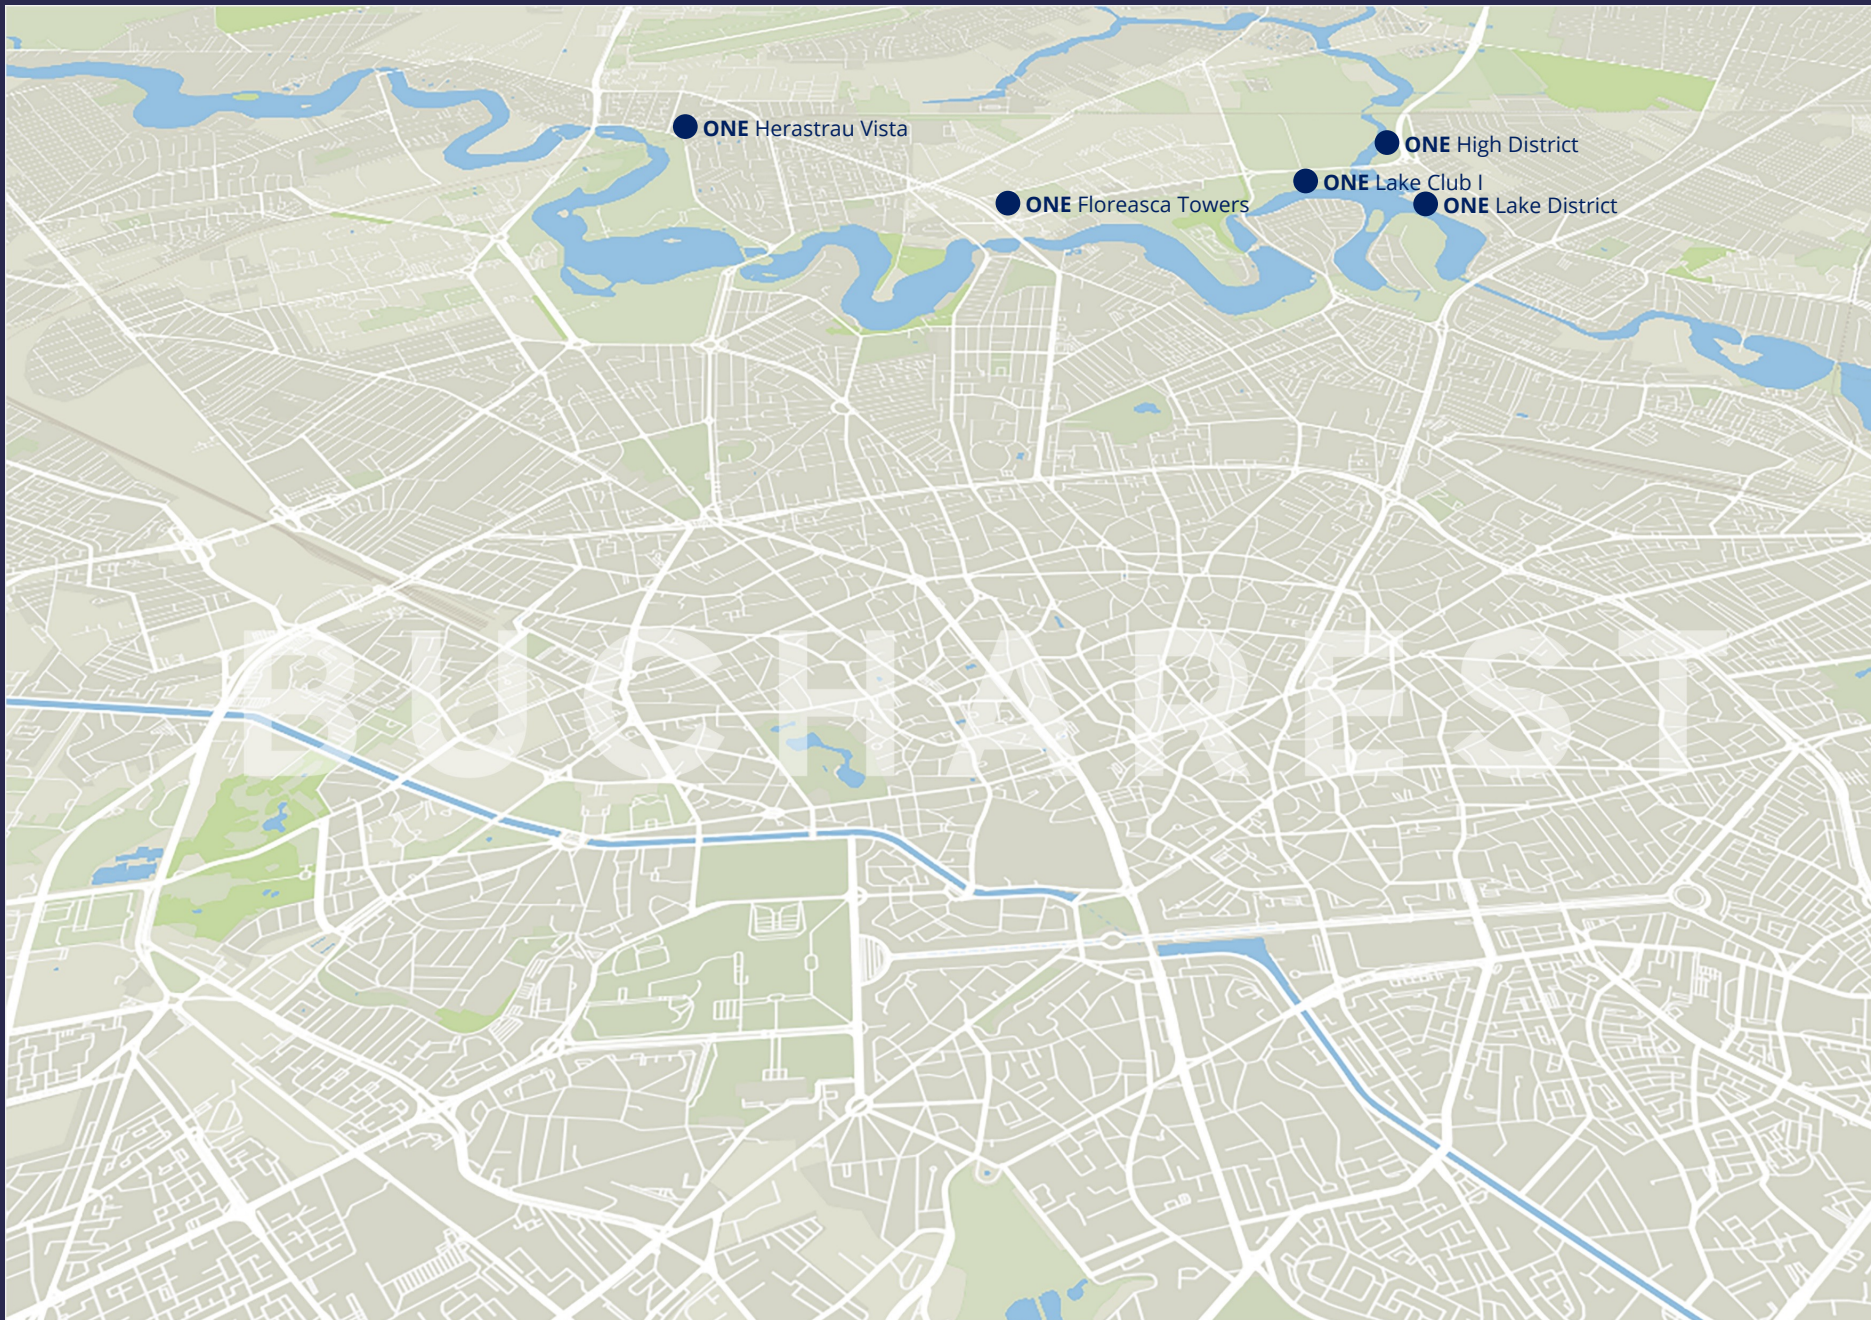 ONE Herastrau Vista
ONE High District
ONE Lake Club I
ONE Floreasca Towers
ONE Lake District
BUCHAREST